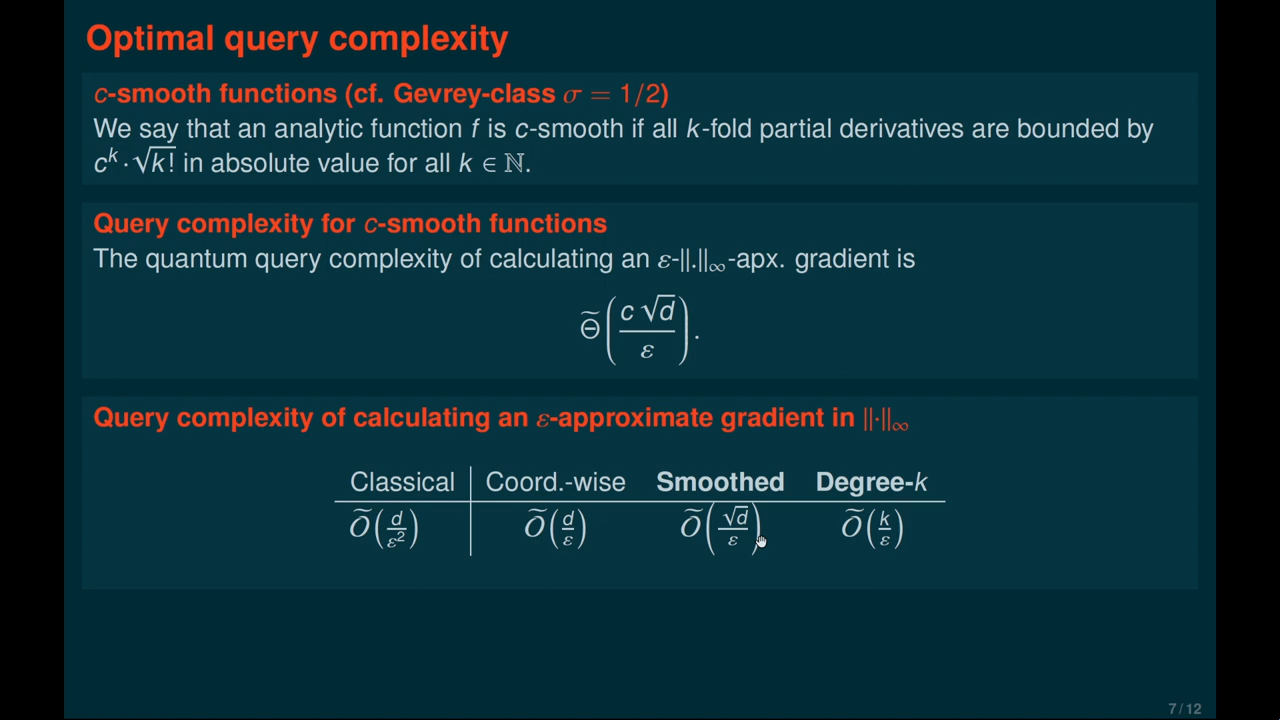 Optimal query complexity
c-smooth functions (cf. Gevrey-class σ = 1/2)
We say that an analytic function f is c-smooth if all k-fold partial derivatives are bounded by
c^k · √k! in absolute value for all k ∈ ℕ.
Query complexity for c-smooth functions
The quantum query complexity of calculating an ε-‖.‖∞-apx. gradient is
Θ̃(c√d/ε).
Query complexity of calculating an ε-approximate gradient in ‖·‖∞
Classical Coord.-wise Smoothed Degree-k
Õ(d/ε²) Õ(d/ε) Õ(√d/ε) Õ(k/ε)
7 / 12